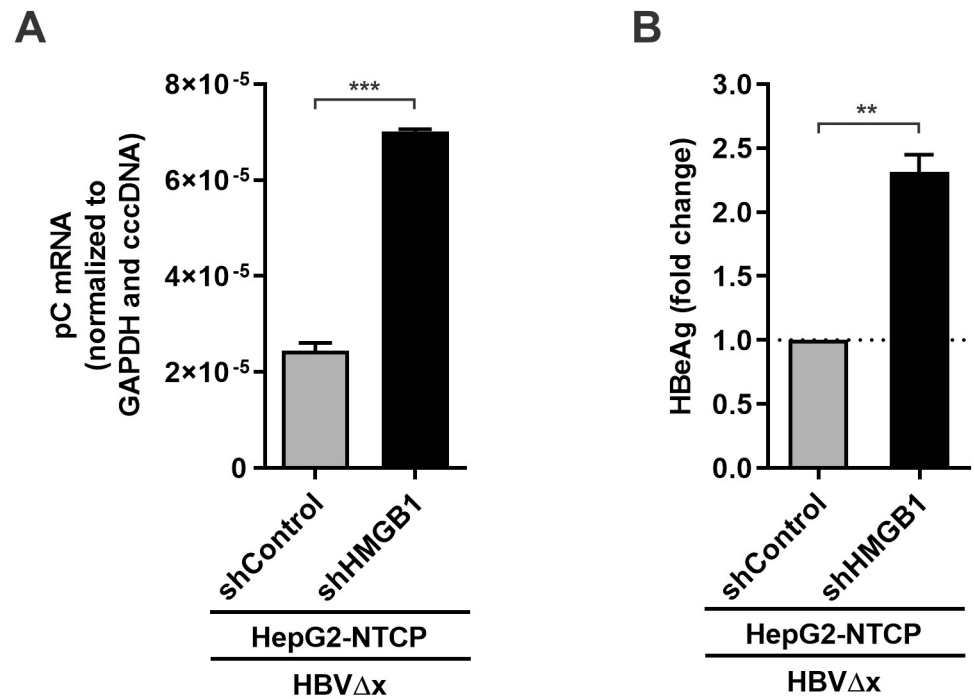 A
pC mRNA
(normalized to
GAPDH and cccDNA)
8×10⁻⁵
6×10⁻⁵
4×10⁻⁵
2×10⁻⁵
0
***
shControl
shHMGB1
HepG2-NTCP
HBVΔx
B
HBeAg (fold change)
3.0
2.5
2.0
1.5
1.0
0.5
0.0
**
shControl
shHMGB1
HepG2-NTCP
HBVΔx